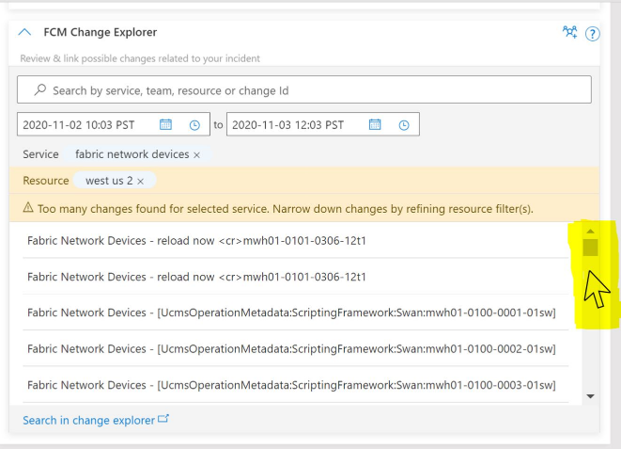 FCM Change Explorer
Review & link possible changes related to your incident
Search by service, team, resource or change Id
2020-11-02 10:03 PST to 2020-11-03 12:03 PST
Service fabric network devices ×
Resource west us 2 ×
Too many changes found for selected service. Narrow down changes by refining resource filter(s).
Fabric Network Devices - reload now <cr>mwh01-0101-0306-12t1
Fabric Network Devices - reload now <cr>mwh01-0101-0306-12t1
Fabric Network Devices - [UcmsOperationMetadata:ScriptingFramework:Swan:mwh01-0100-0001-01sw]
Fabric Network Devices - [UcmsOperationMetadata:ScriptingFramework:Swan:mwh01-0100-0002-01sw]
Fabric Network Devices - [UcmsOperationMetadata:ScriptingFramework:Swan:mwh01-0100-0003-01sw]
Search in change explorer